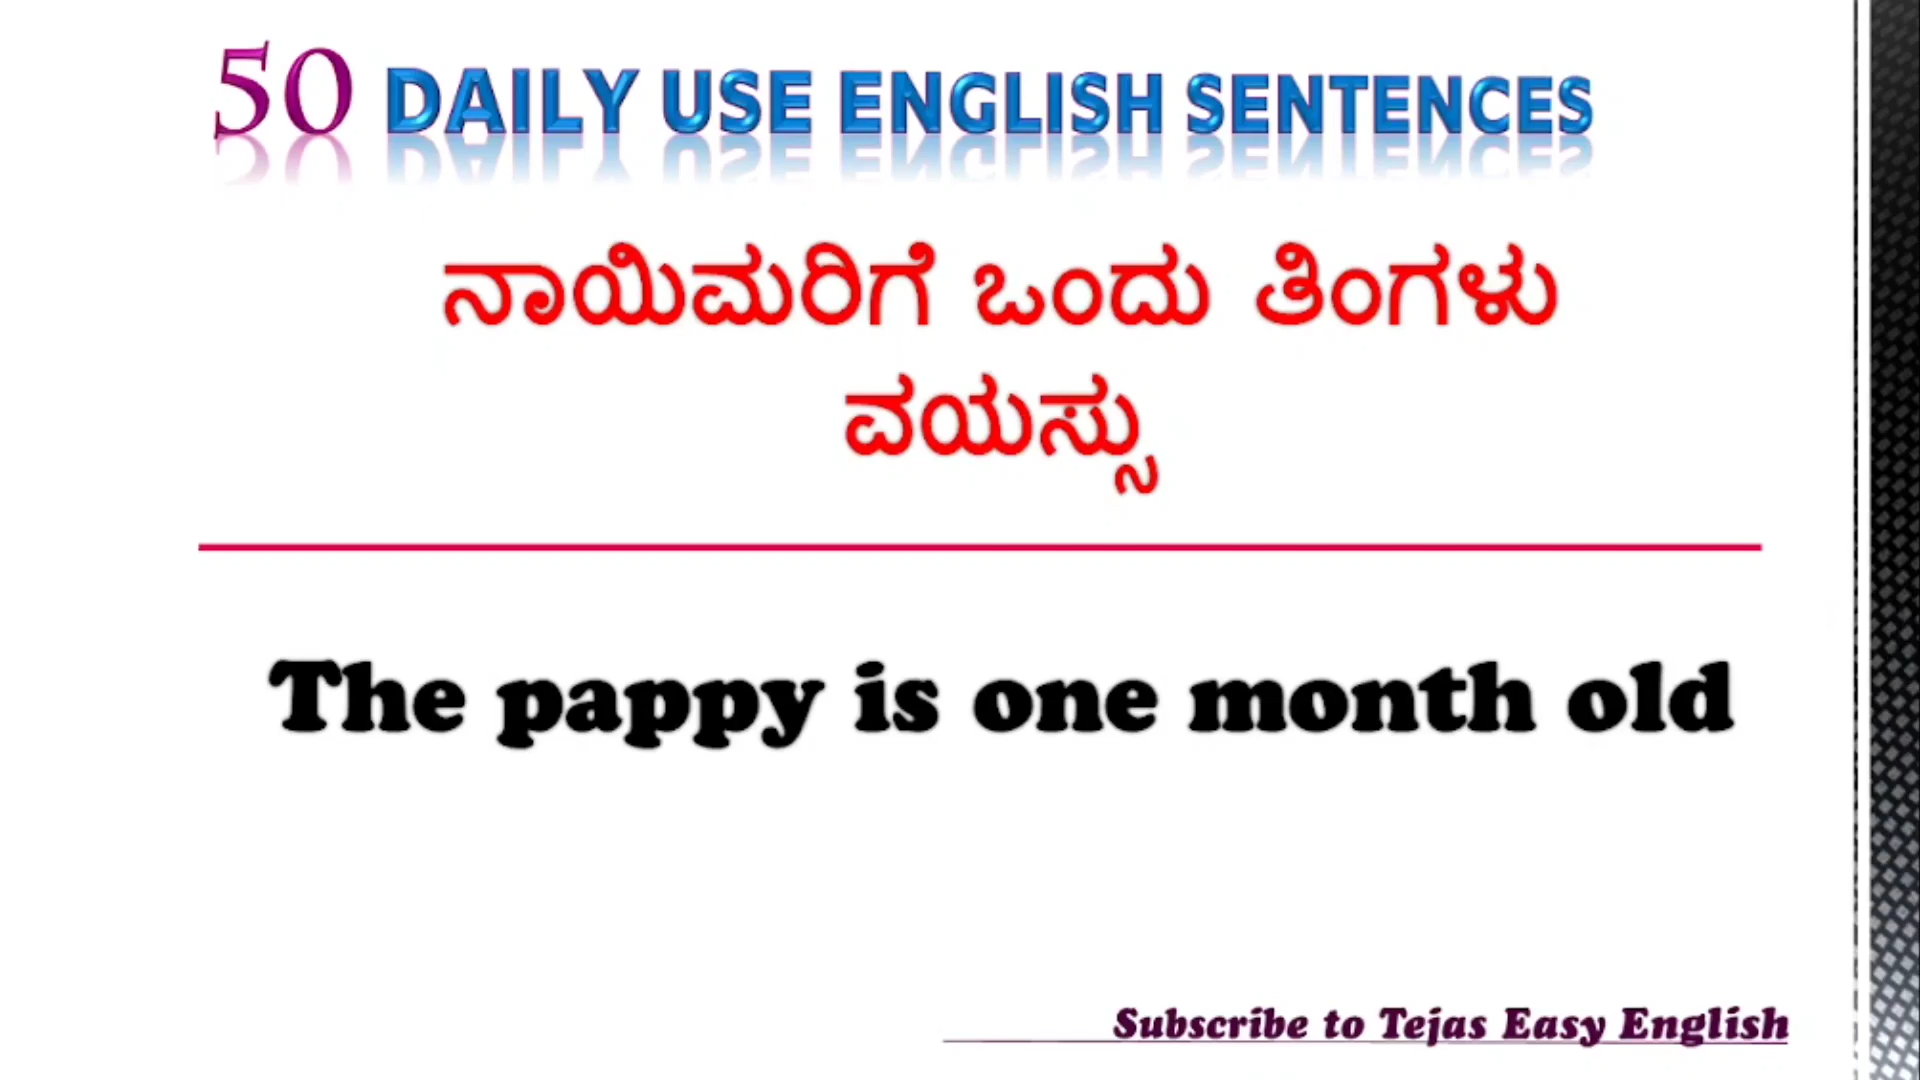 50 DAILY USE ENGLISH SENTENCES
ನಾಯಿಮರಿಗೆ ಒಂದು ತಿಂಗಳು
ವಯಸ್ಸು
The pappy is one month old
Subscribe to Tejas Easy English